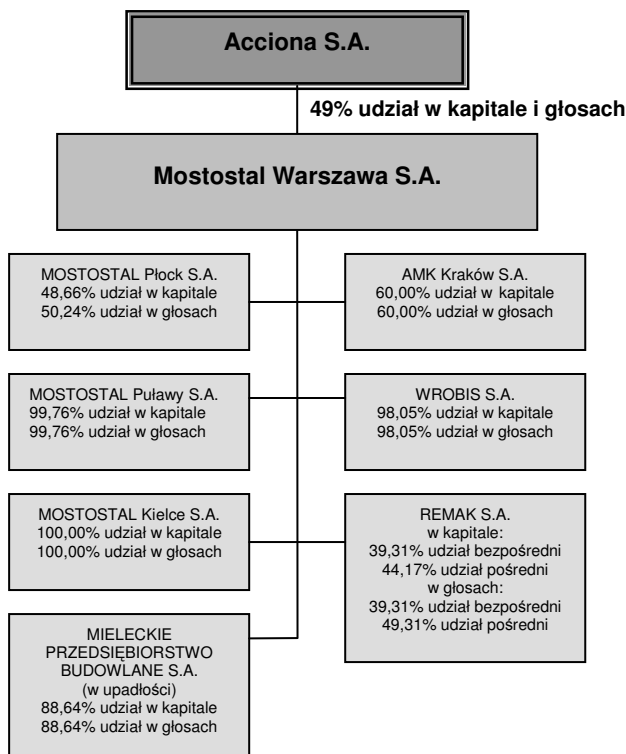 Acciona S.A.
49% udział w kapitale i głosach
Mostostal Warszawa S.A.
MOSTOSTAL Płock S.A.
48,66% udział w kapitale
50,24% udział w głosach
AMK Kraków S.A.
60,00% udział w kapitale
60,00% udział w głosach
MOSTOSTAL Puławy S.A.
99,76% udział w kapitale
99,76% udział w głosach
WROBIS S.A.
98,05% udział w kapitale
98,05% udział w głosach
MOSTOSTAL Kielce S.A.
100,00% udział w kapitale
100,00% udział w głosach
REMAK S.A.
w kapitale:
39,31% udział bezpośredni
44,17% udział pośredni
w głosach:
39,31% udział bezpośredni
49,31% udział pośredni
MIELECKIE
PRZEDSIĘBIORSTWO
BUDOWLANE S.A.
(w upadłości)
88,64% udział w kapitale
88,64% udział w głosach